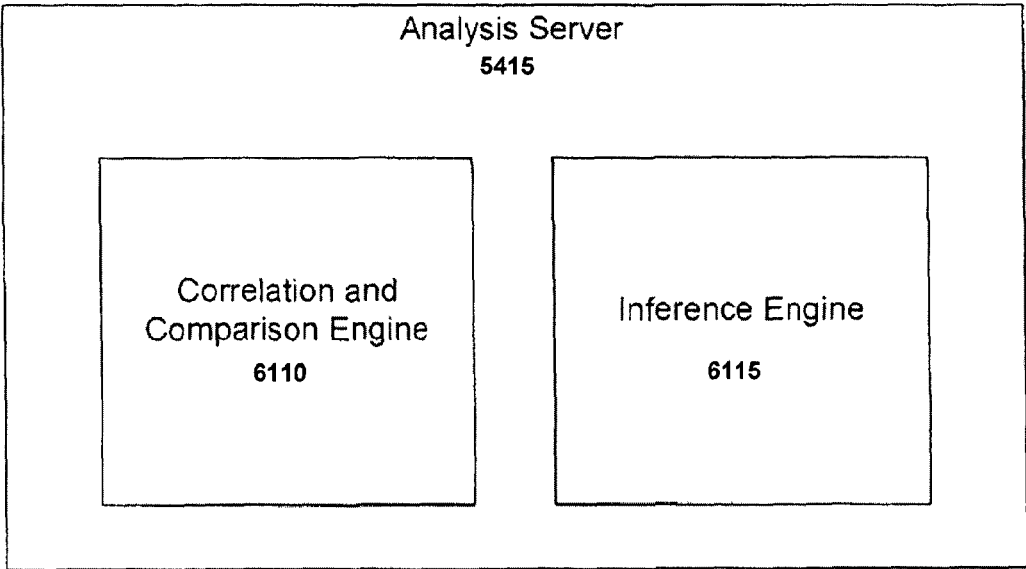 Analysis Server
5415
Correlation and
Comparison Engine
6110
Inference Engine
6115